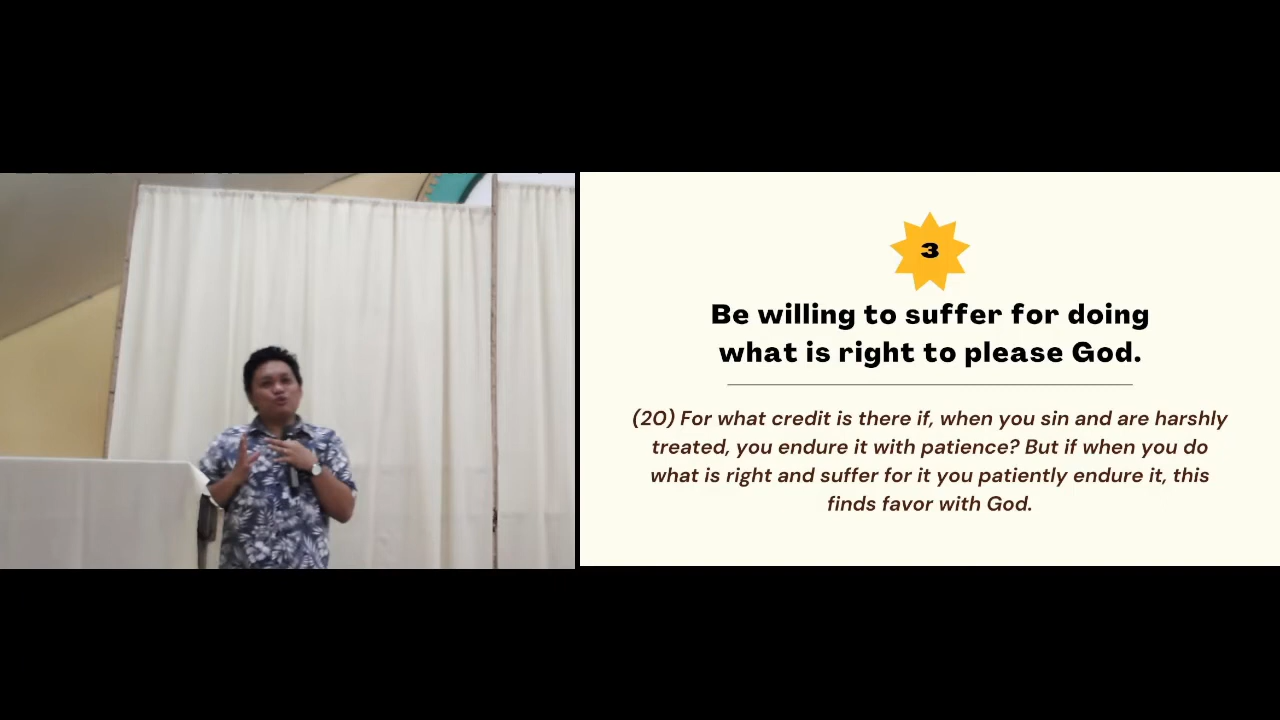 3
Be willing to suffer for doing
what is right to please God.
(20) For what credit is there if, when you sin and are harshly
treated, you endure it with patience? But if when you do
what is right and suffer for it you patiently endure it, this
finds favor with God.